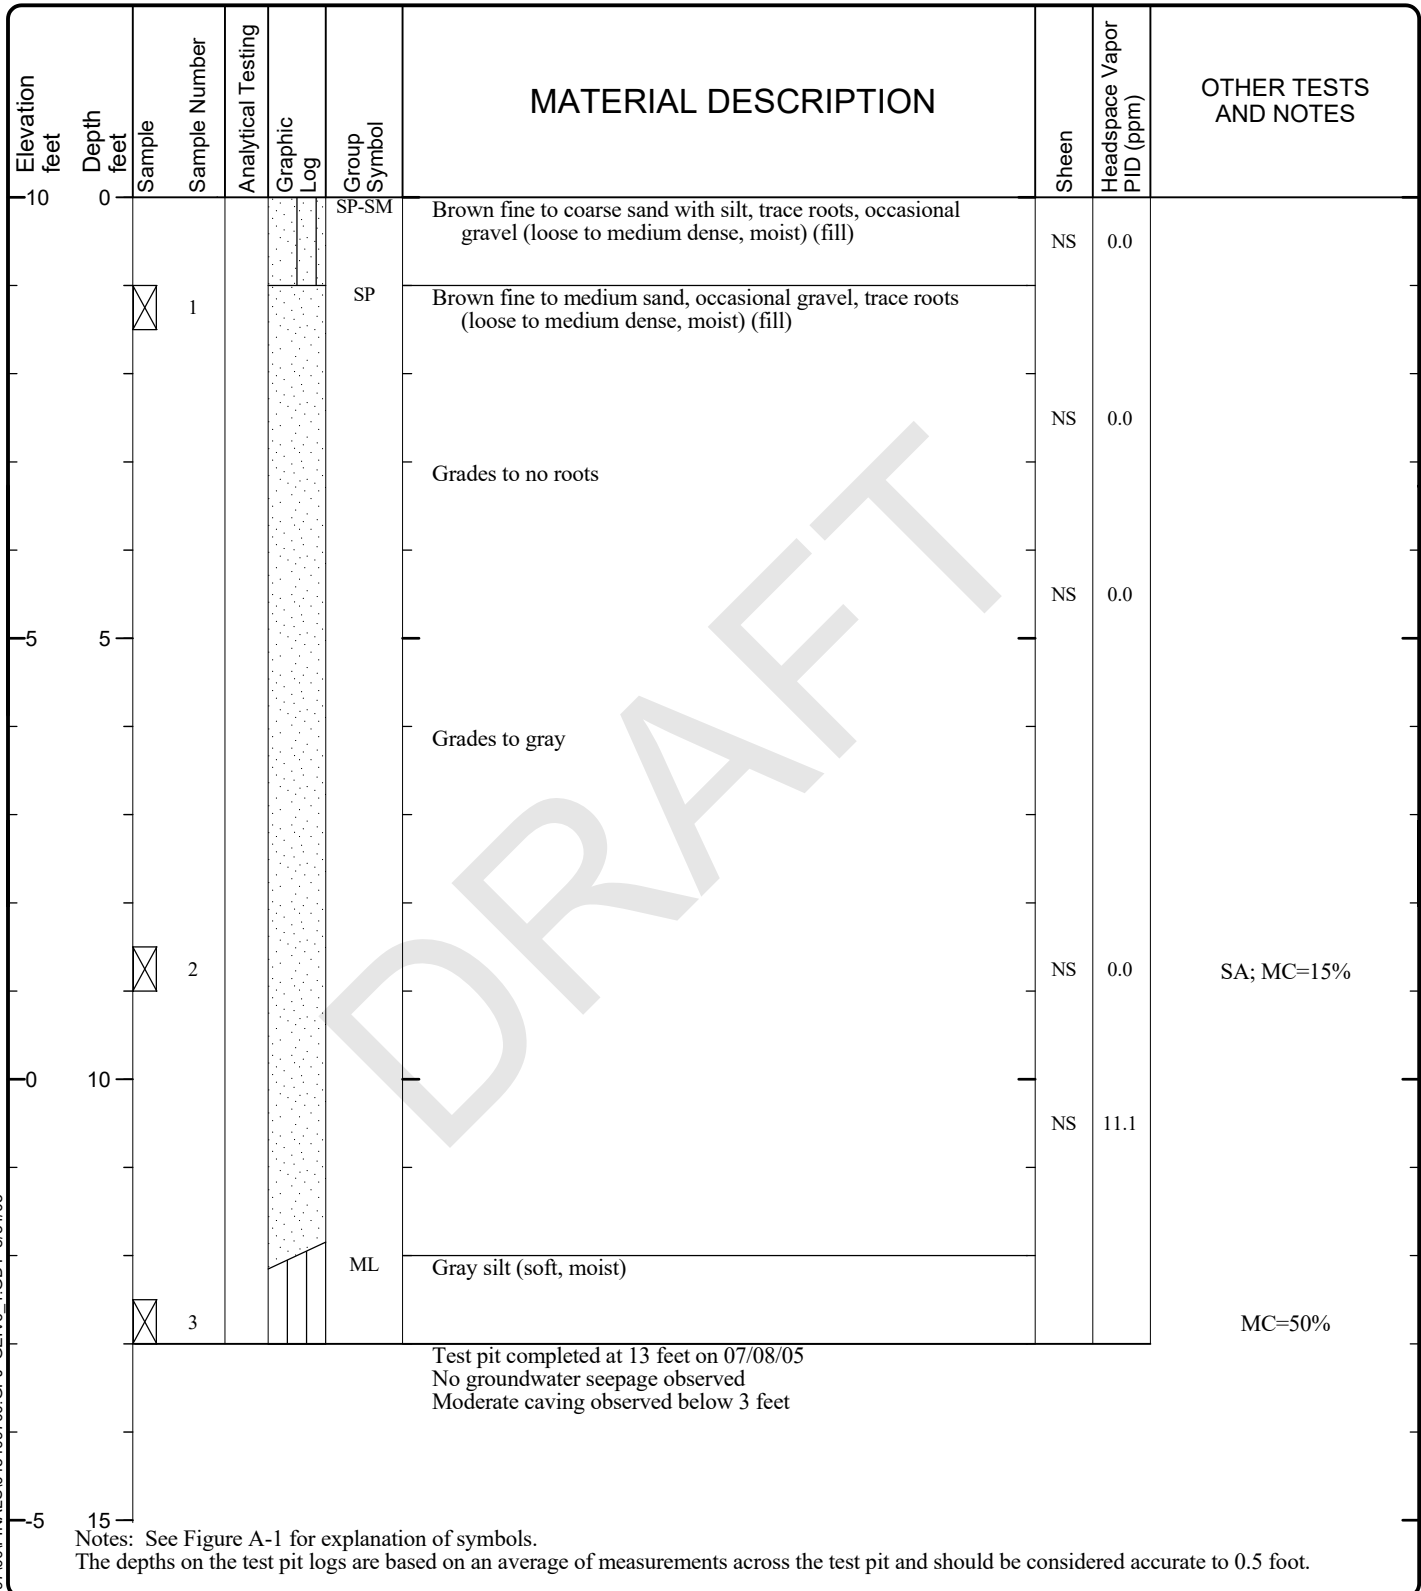 Elevation
feet
Depth
feet
Sample
Sample Number
Analytical Testing
Graphic
Log
Group
Symbol
MATERIAL DESCRIPTION
Sheen
Headspace Vapor
PID (ppm)
OTHER TESTS
AND NOTES
10 0
SP-SM
Brown fine to coarse sand with silt, trace roots, occasional
gravel (loose to medium dense, moist) (fill)
NS 0.0
1
SP
Brown fine to medium sand, occasional gravel, trace roots
(loose to medium dense, moist) (fill)
NS 0.0
Grades to no roots
NS 0.0
5 5
Grades to gray
2
NS 0.0
SA; MC=15%
0 10
NS 11.1
ML
Gray silt (soft, moist)
3
MC=50%
Test pit completed at 13 feet on 07/08/05
No groundwater seepage observed
Moderate caving observed below 3 feet
-5 15
Notes: See Figure A-1 for explanation of symbols.
The depths on the test pit logs are based on an average of measurements across the test pit and should be considered accurate to 0.5 foot.
DRAFT